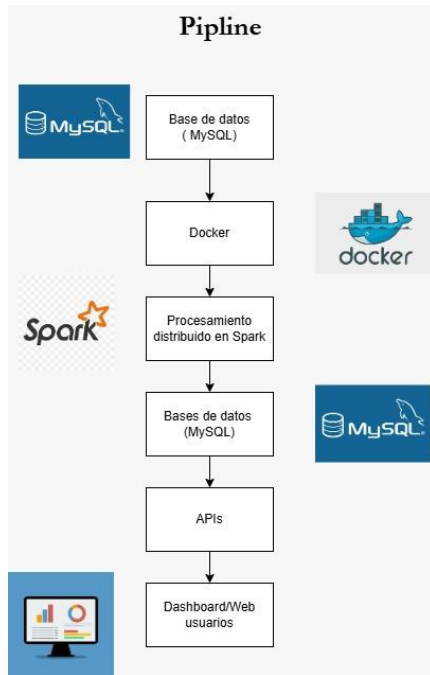 Pipline
MySQL
Base de datos
( MySQL)
Docker
docker
Spark
Procesamiento
distribuido en Spark
Bases de datos
(MySQL)
MySQL
APIs
Dashboard/Web
usuarios